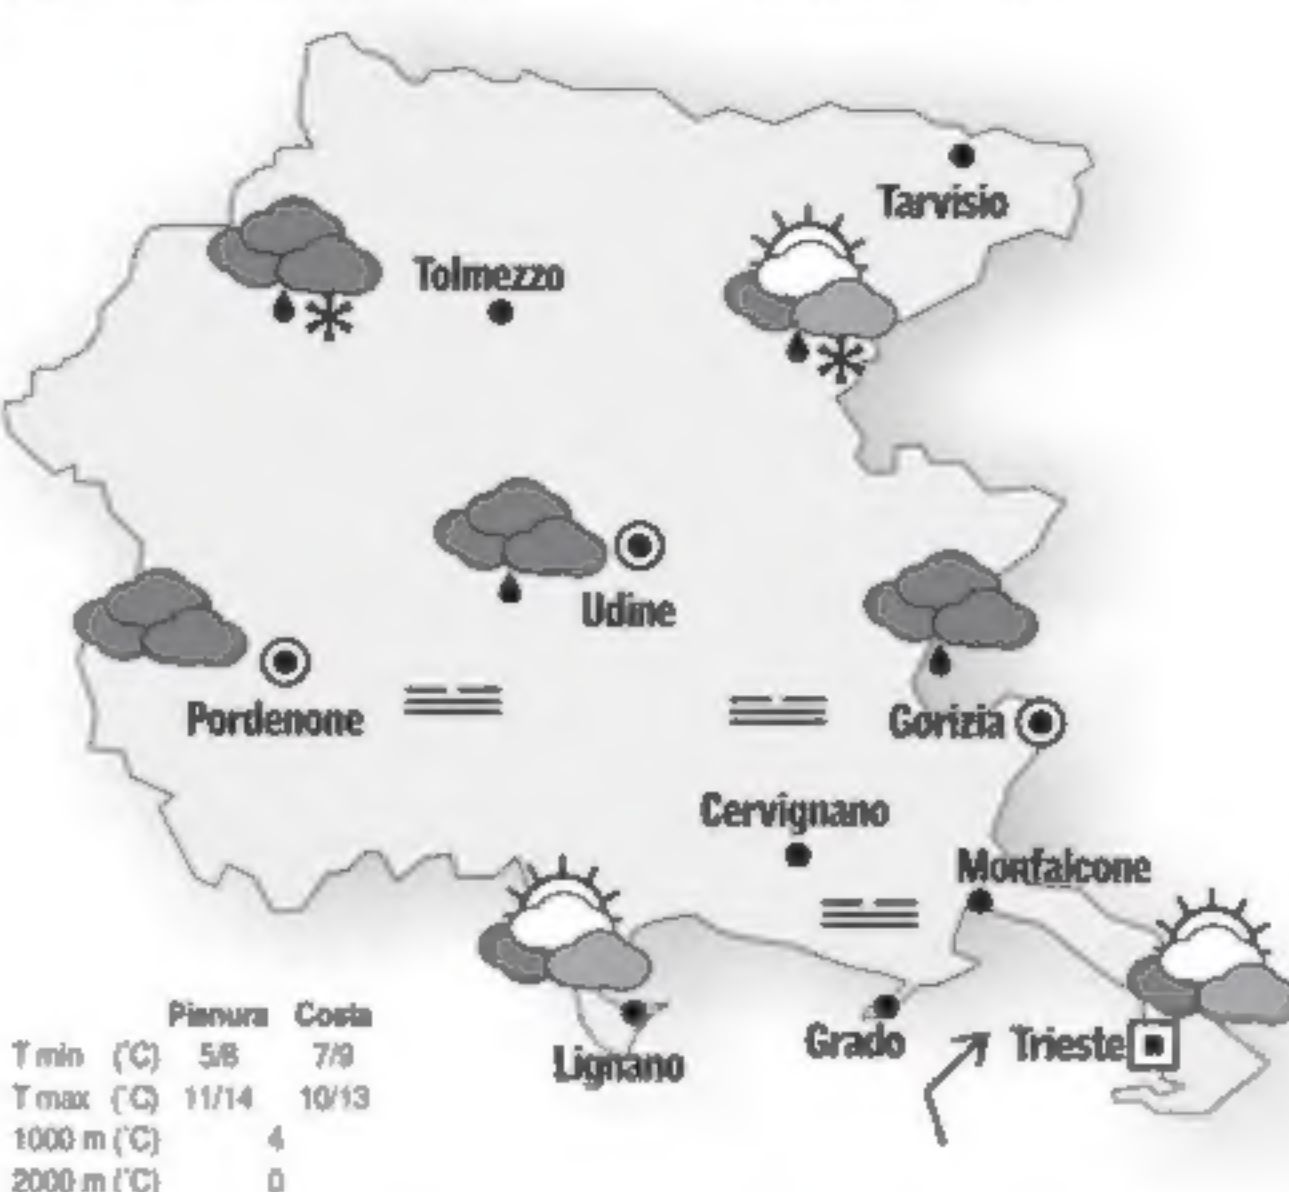 Tarvisio
Tolmezzo
Udine
Pordenone
Gorizia
Cervignano
Monfalcone
Grado
Trieste
Lignano
Pianura Costa
T min (°C) 5/8 7/9
T max (°C) 11/14 10/13
1000 m (°C) 4
2000 m (°C) 0